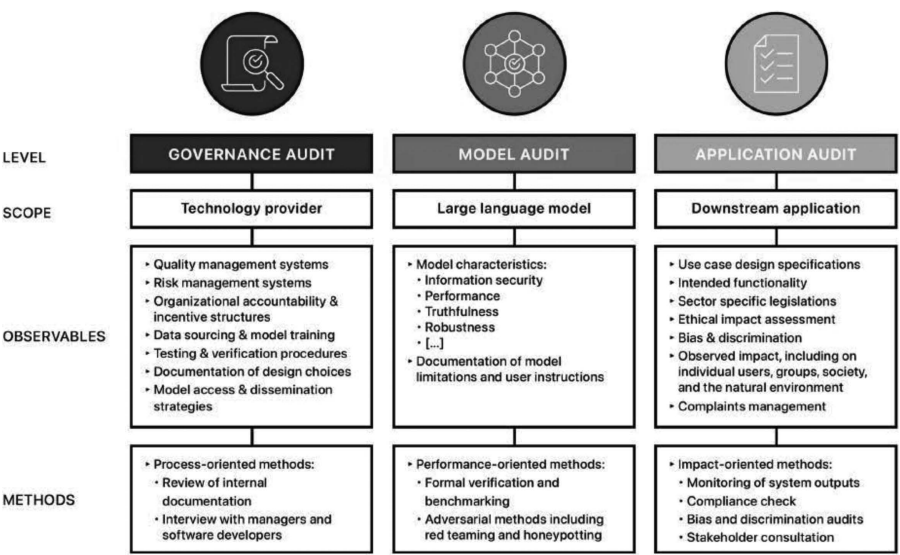 LEVEL
GOVERNANCE AUDIT
MODEL AUDIT
APPLICATION AUDIT
SCOPE
Technology provider
Large language model
Downstream application
OBSERVABLES
‣ Quality management systems
‣ Risk management systems
‣ Organizational accountability &
incentive structures
‣ Data sourcing & model training
‣ Testing & verification procedures
‣ Documentation of design choices
‣ Model access & dissemination
strategies
‣ Model characteristics:
· Information security
· Performance
· Truthfulness
· Robustness
· [...]
‣ Documentation of model
limitations and user instructions
‣ Use case design specifications
‣ Intended functionality
‣ Sector specific legislations
‣ Ethical impact assessment
‣ Bias & discrimination
‣ Observed impact, including on
individual users, groups, society,
and the natural environment
‣ Complaints management
METHODS
‣ Process-oriented methods:
· Review of internal
documentation
· Interview with managers and
software developers
‣ Performance-oriented methods:
· Formal verification and
benchmarking
· Adversarial methods including
red teaming and honeypotting
‣ Impact-oriented methods:
· Monitoring of system outputs
· Compliance check
· Bias and discrimination audits
· Stakeholder consultation